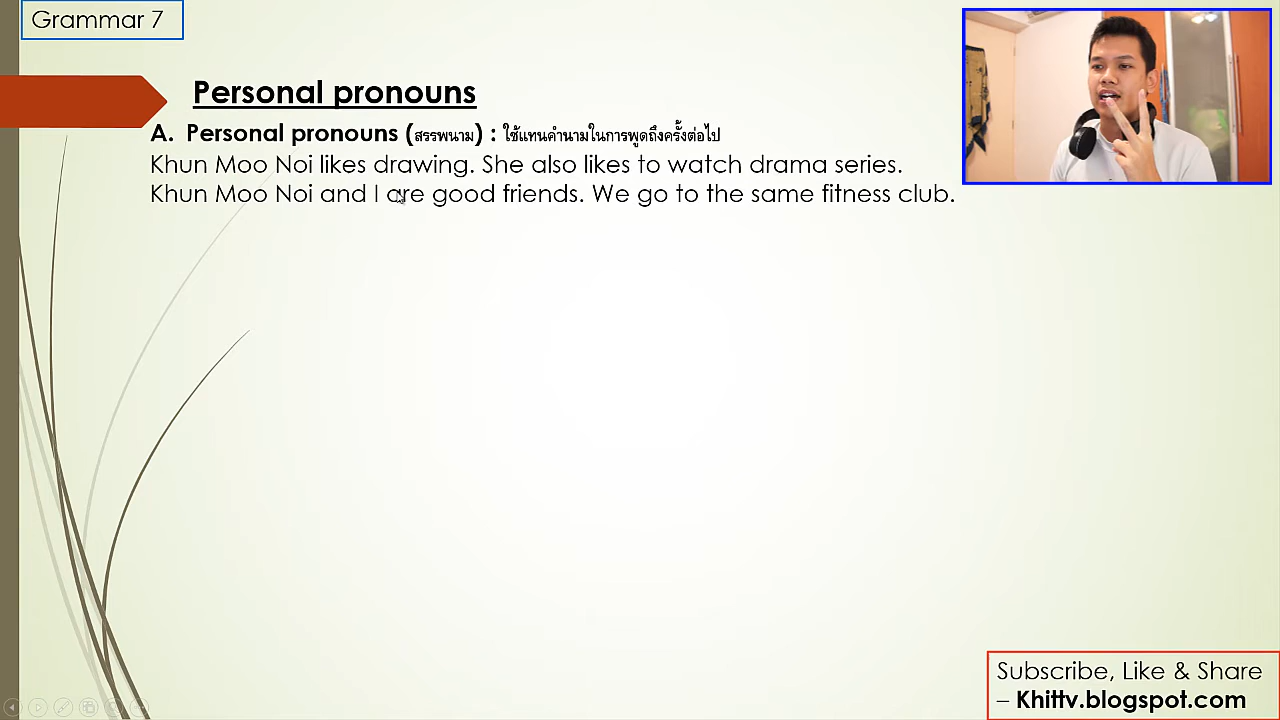 Grammar 7
Personal pronouns
A. Personal pronouns (สรรพนาม) : ใช้แทนคำนามในการพูดถึงครั้งต่อไป
Khun Moo Noi likes drawing. She also likes to watch drama series.
Khun Moo Noi and I are good friends. We go to the same fitness club.
Subscribe, Like & Share
– Khittv.blogspot.com